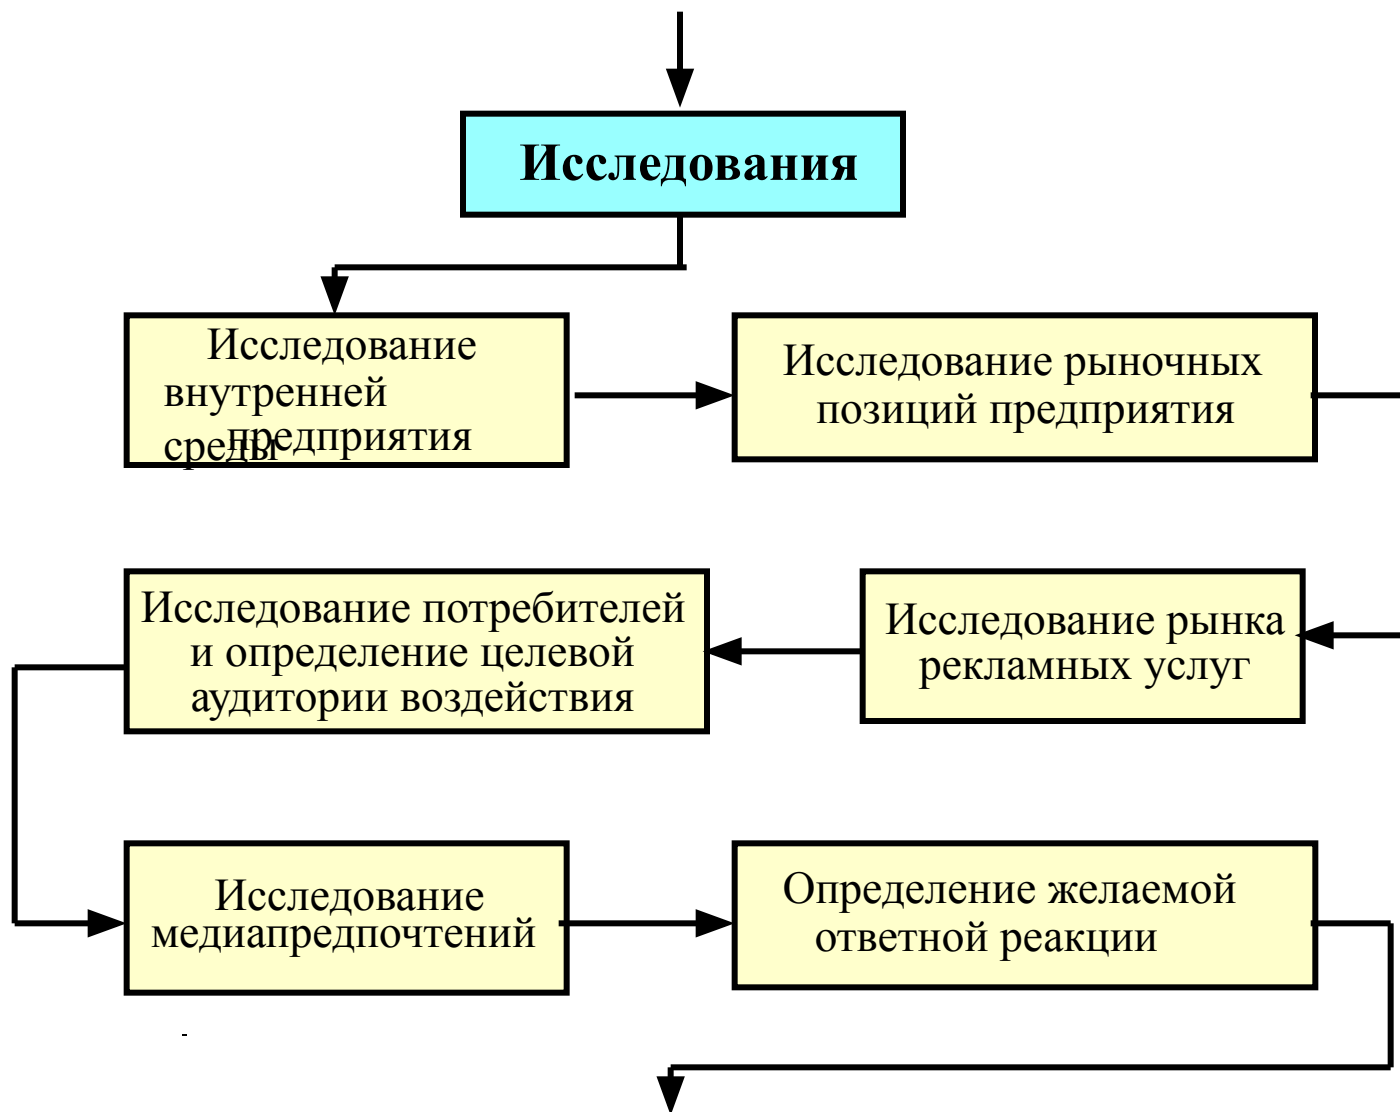 Исследования
Исследование
внутренней
среды
предприятия
Исследование рыночных
позиций предприятия
Исследование потребителей
и определение целевой
аудитории воздействия
Исследование рынка
рекламных услуг
Исследование
медиапредпочтений
Определение желаемой
ответной реакции
-